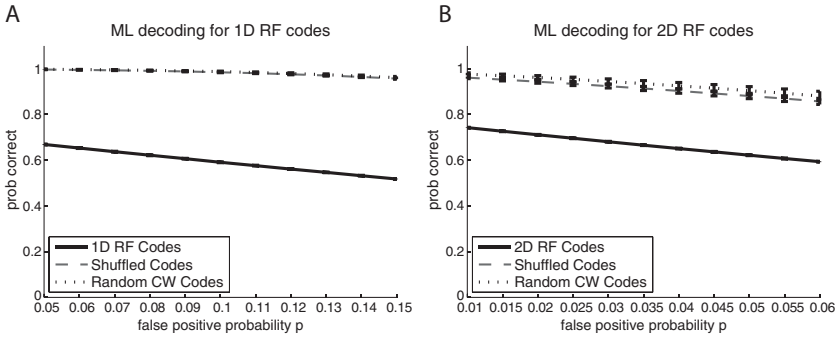 A
ML decoding for 1D RF codes
prob correct
1
0.8
0.6
0.4
0.2
0
1D RF Codes
Shuffled Codes
Random CW Codes
0.05 0.06 0.07 0.08 0.09 0.1 0.11 0.12 0.13 0.14 0.15
false positive probability p
B
ML decoding for 2D RF codes
prob correct
1
0.8
0.6
0.4
0.2
0
2D RF Codes
Shuffled Codes
Random CW Codes
0.01 0.015 0.02 0.025 0.03 0.035 0.04 0.045 0.05 0.055 0.06
false positive probability p